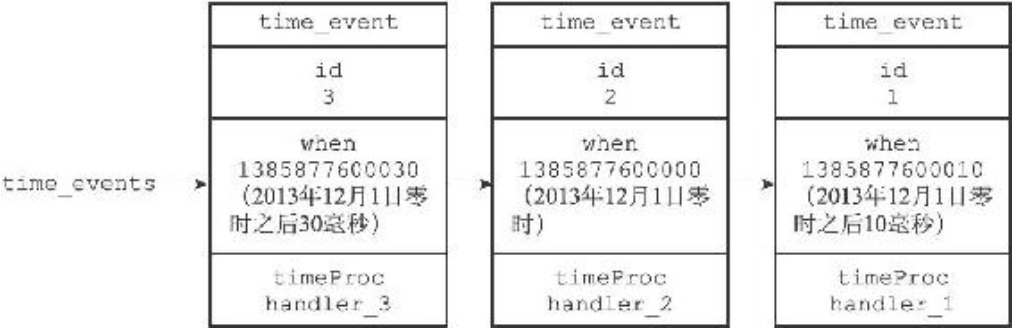 time_events
time_event
id
3
when
1385877600030
（2013年12月1日零
时之后30毫秒）
timeProc
handler_3
time_event
id
2
when
1385877600000
（2013年12月1日零
时）
timeProc
handler_2
time_event
id
1
when
1385877600010
（2013年12月1日零
时之后10毫秒）
timeProc
handler_1